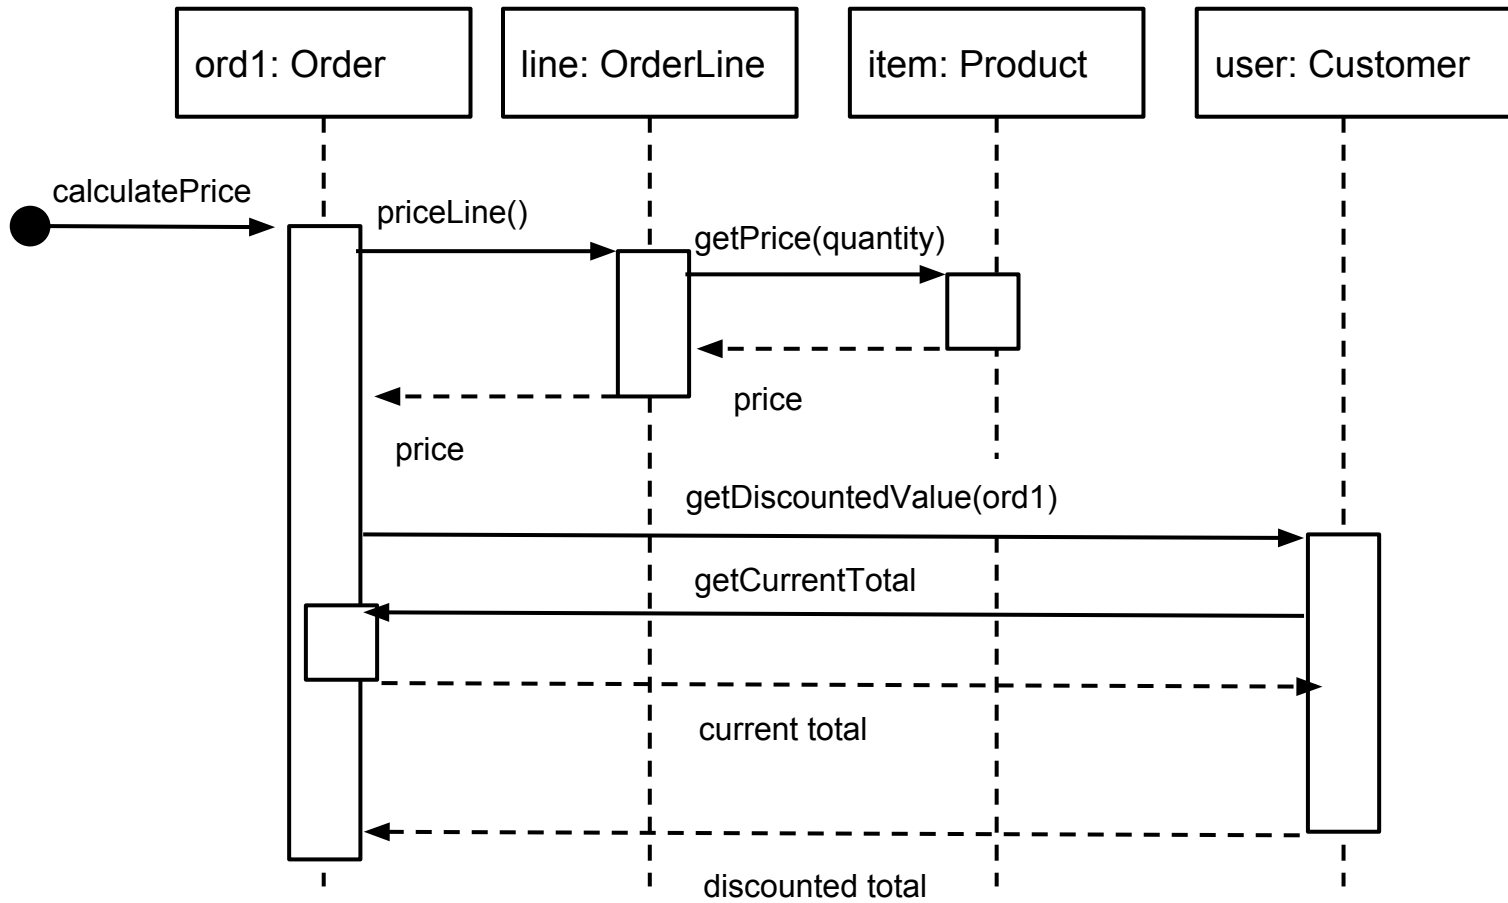 ord1: Order
line: OrderLine
item: Product
user: Customer
calculatePrice
priceLine()
getPrice(quantity)
price
price
getDiscountedValue(ord1)
getCurrentTotal
current total
discounted total